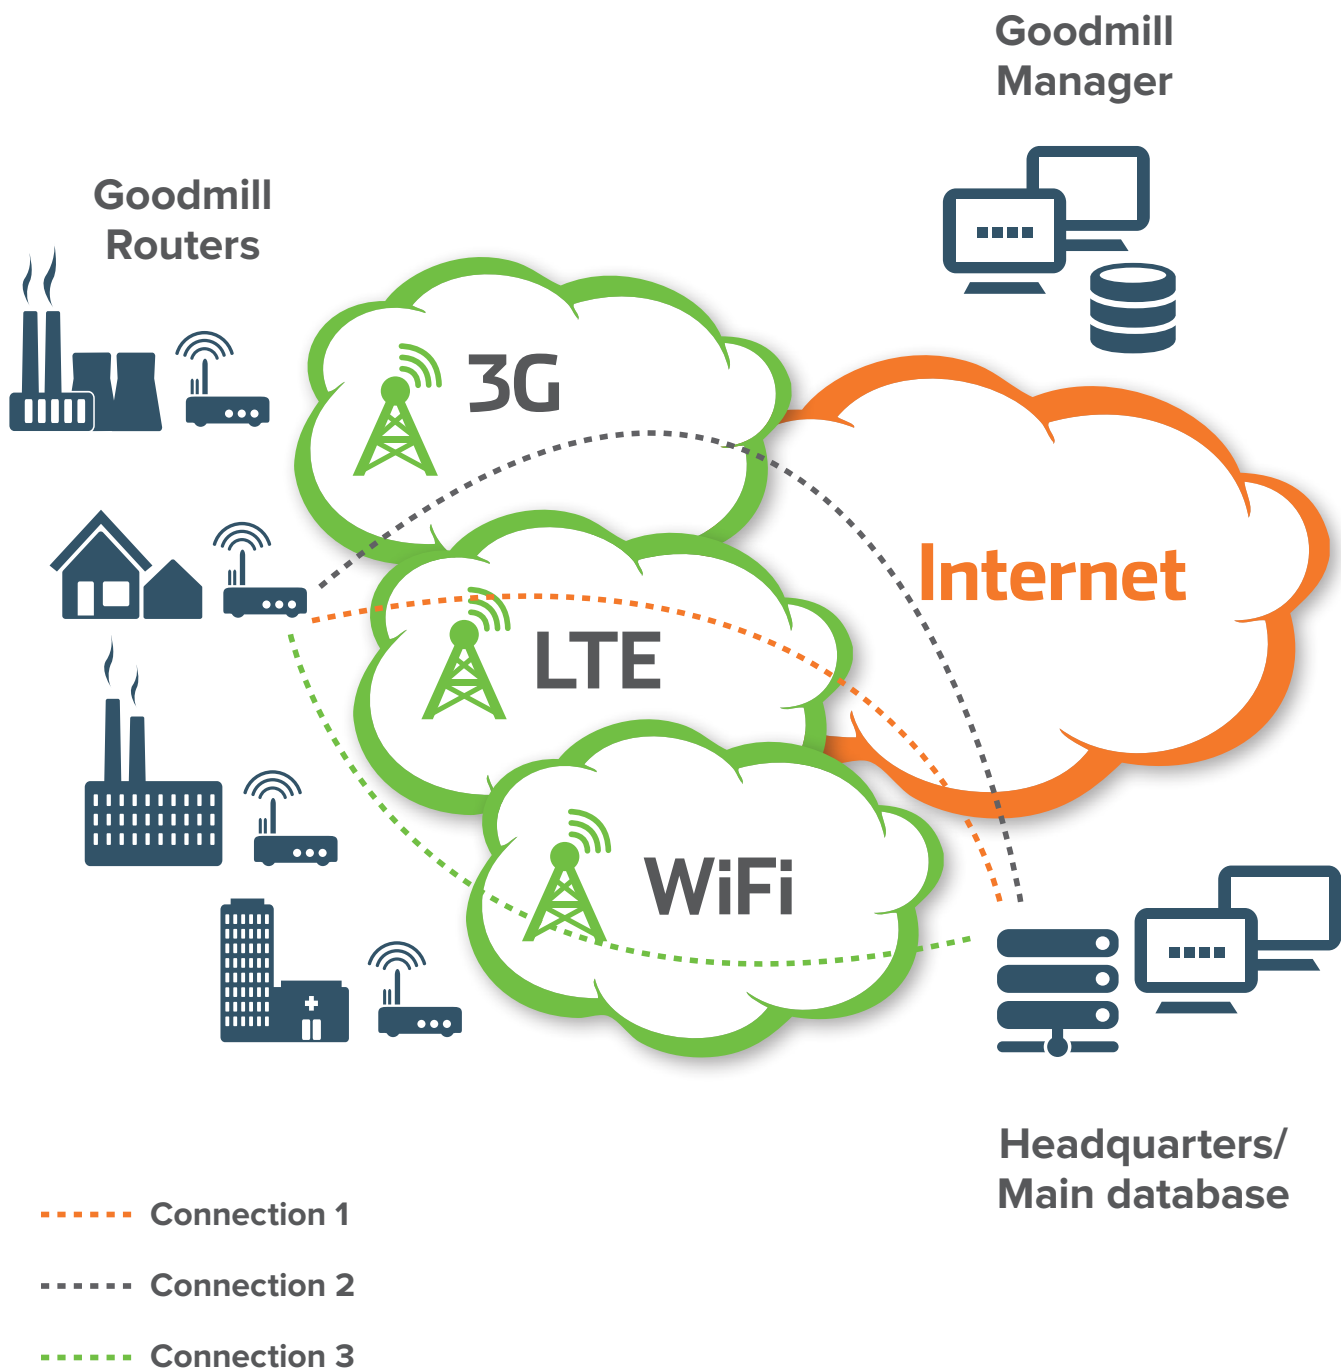 Goodmill
Manager
Goodmill
Routers
3G
Internet
LTE
WiFi
Headquarters/
Main database
Connection 1
Connection 2
Connection 3